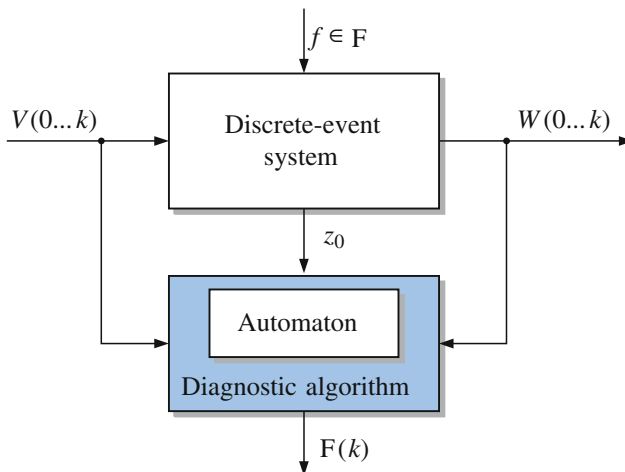 f ∈ F
V(0...k)
Discrete-event
system
W(0...k)
z₀
Automaton
Diagnostic algorithm
F(k)